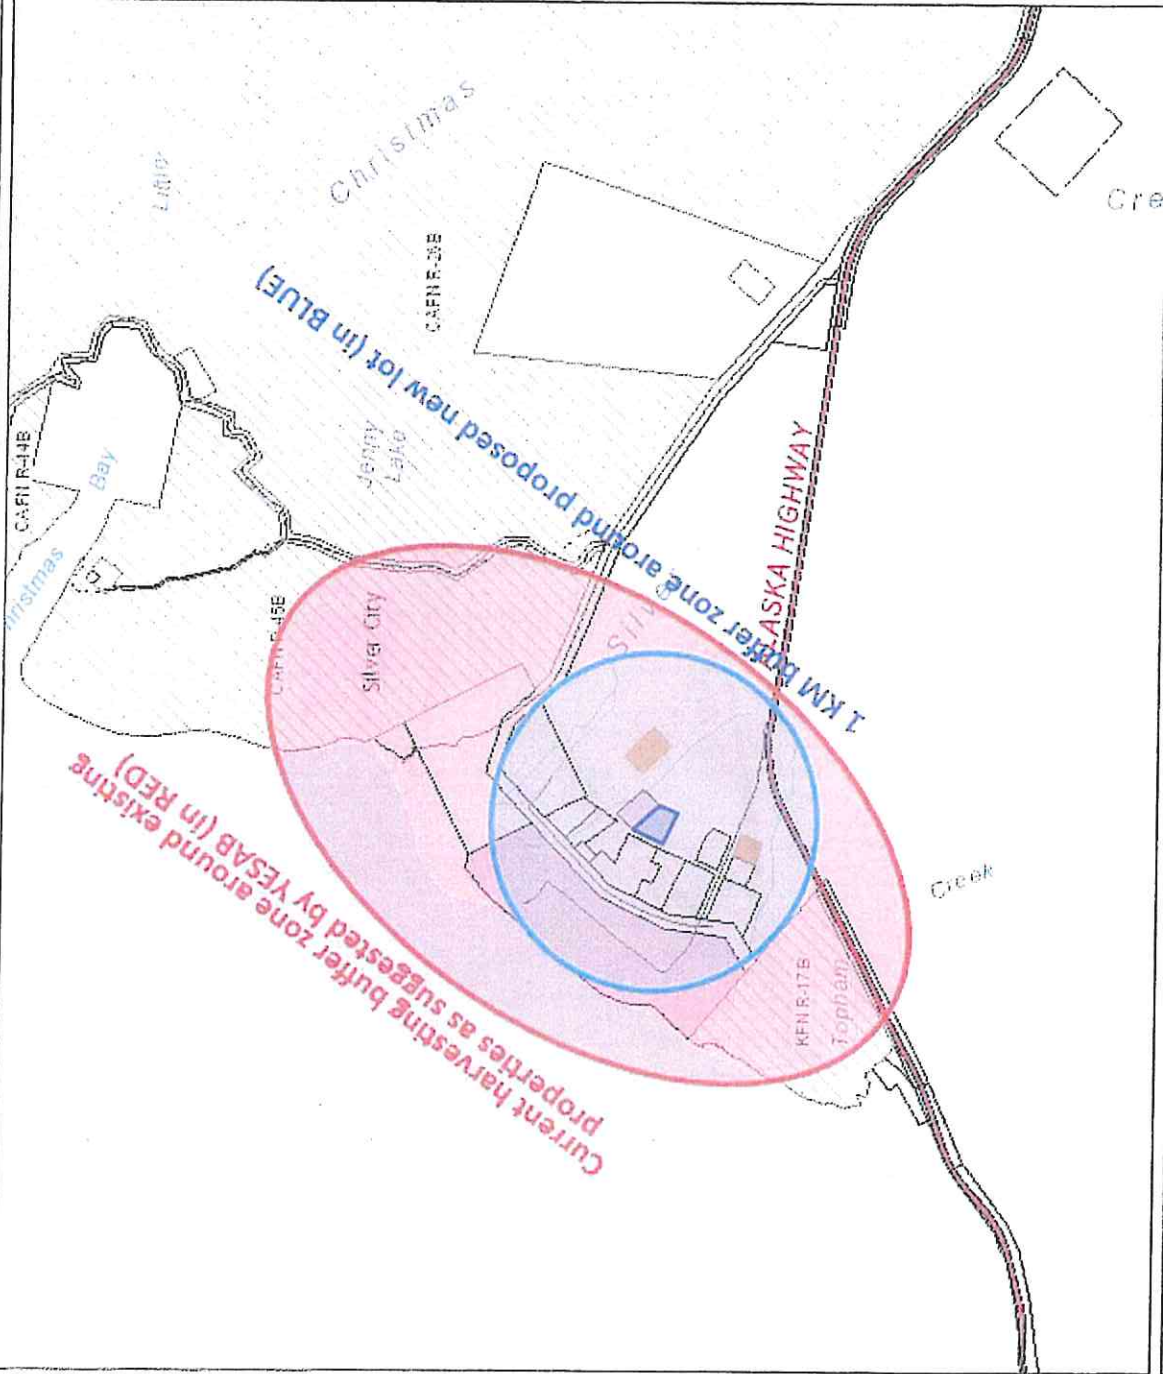 CAFN R-44B
Bay
Little
Christmas
CAFN R-26B
Cre
Jenny
Lake
1 KM buffer zone around proposed new lot (in BLUE)
Silver City
ALASKA HIGHWAY
Current harvesting buffer zone around existing
properties as suggested by YESAB (in RED)
KFN R-17B
Topham
Creek